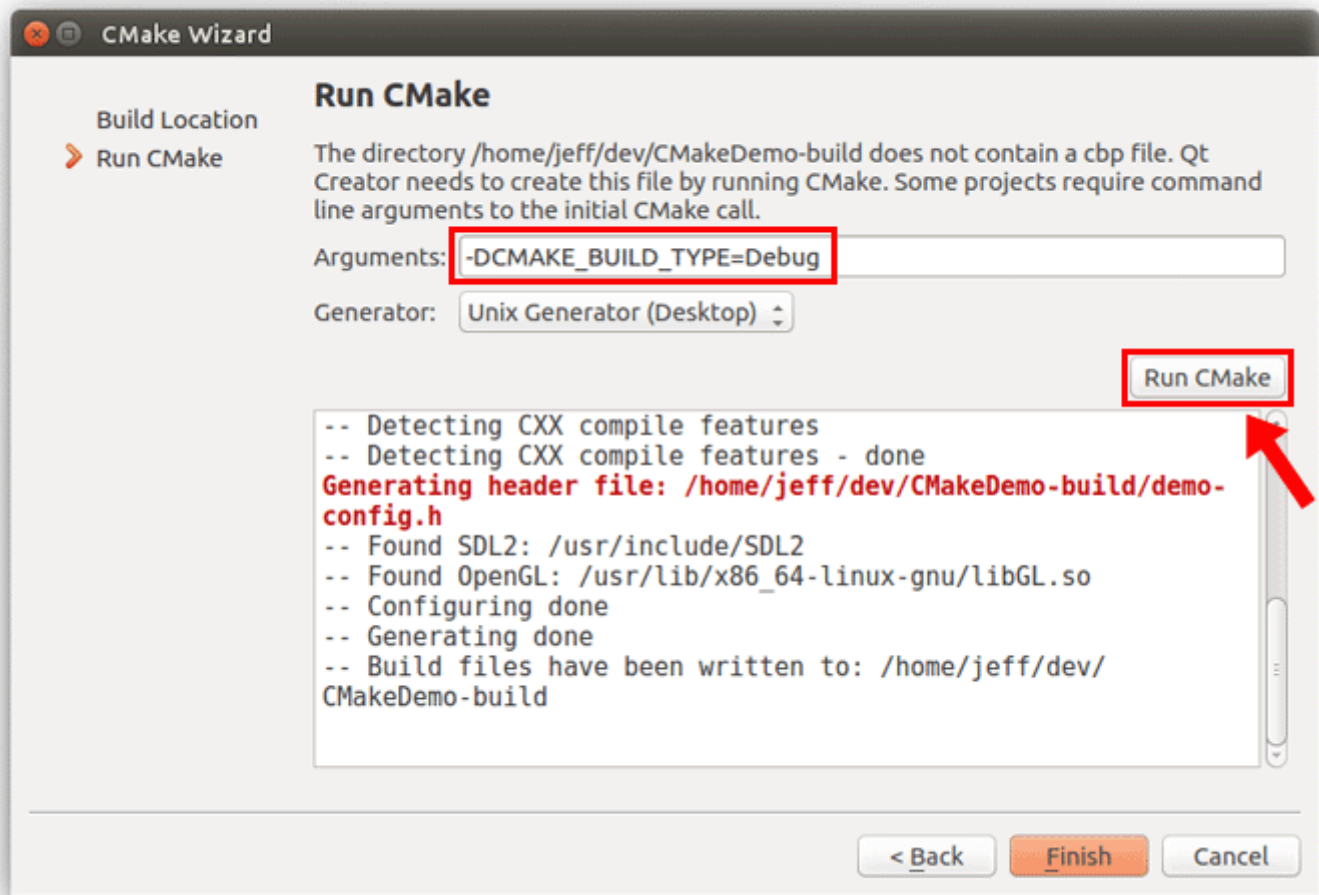 CMake Wizard
Build Location
Run CMake
Run CMake
The directory /home/jeff/dev/CMakeDemo-build does not contain a cbp file. Qt
Creator needs to create this file by running CMake. Some projects require command
line arguments to the initial CMake call.
Arguments: -DCMAKE_BUILD_TYPE=Debug
Generator: Unix Generator (Desktop)
Run CMake
-- Detecting CXX compile features
-- Detecting CXX compile features - done
Generating header file: /home/jeff/dev/CMakeDemo-build/demo-
config.h
-- Found SDL2: /usr/include/SDL2
-- Found OpenGL: /usr/lib/x86_64-linux-gnu/libGL.so
-- Configuring done
-- Generating done
-- Build files have been written to: /home/jeff/dev/
CMakeDemo-build
< Back Finish Cancel